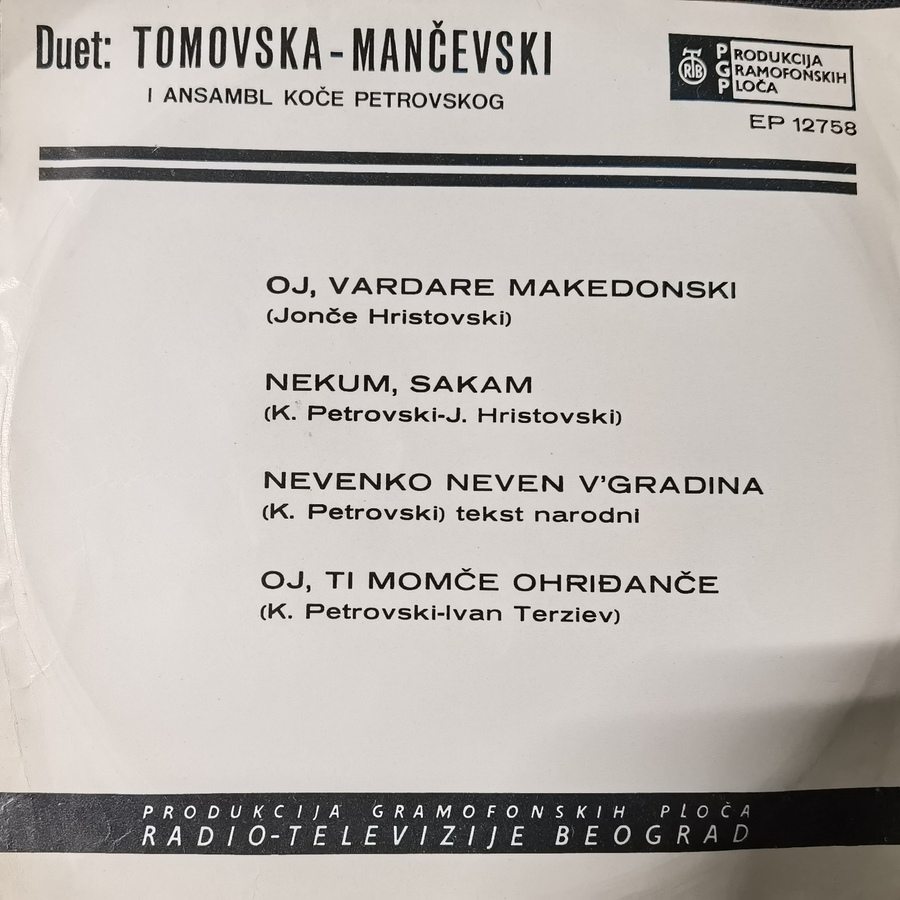 Duet: TOMOVSKA-MANČEVSKI
I ANSAMBL KOČE PETROVSKOG
RTB
PGP
PRODUKCIJA
GRAMOFONSKIH
PLOČA
EP 12758
OJ, VARDARE MAKEDONSKI
(Jonče Hristovski)
NEKUM, SAKAM
(K. Petrovski-J. Hristovski)
NEVENKO NEVEN V'GRADINA
(K. Petrovski) tekst narodni
OJ, TI MOMČE OHRIĐANČE
(K. Petrovski-Ivan Terziev)
PRODUKCIJA GRAMOFONSKIH PLOČA
RADIO-TELEVIZIJE BEOGRAD